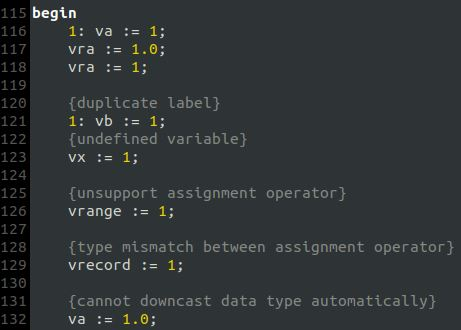 115 begin
116     1: va := 1;
117     vra := 1.0;
118     vra := 1;
119
120     {duplicate label}
121     1: vb := 1;
122     {undefined variable}
123     vx := 1;
124
125     {unsupport assignment operator}
126     vrange := 1;
127
128     {type mismatch between assignment operator}
129     vrecord := 1;
130
131     {cannot downcast data type automatically}
132     va := 1.0;